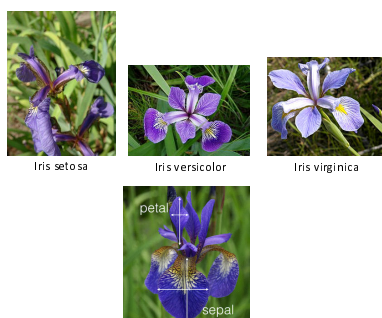 Iris setosa
Iris versicolor
Iris virginica
petal
sepal